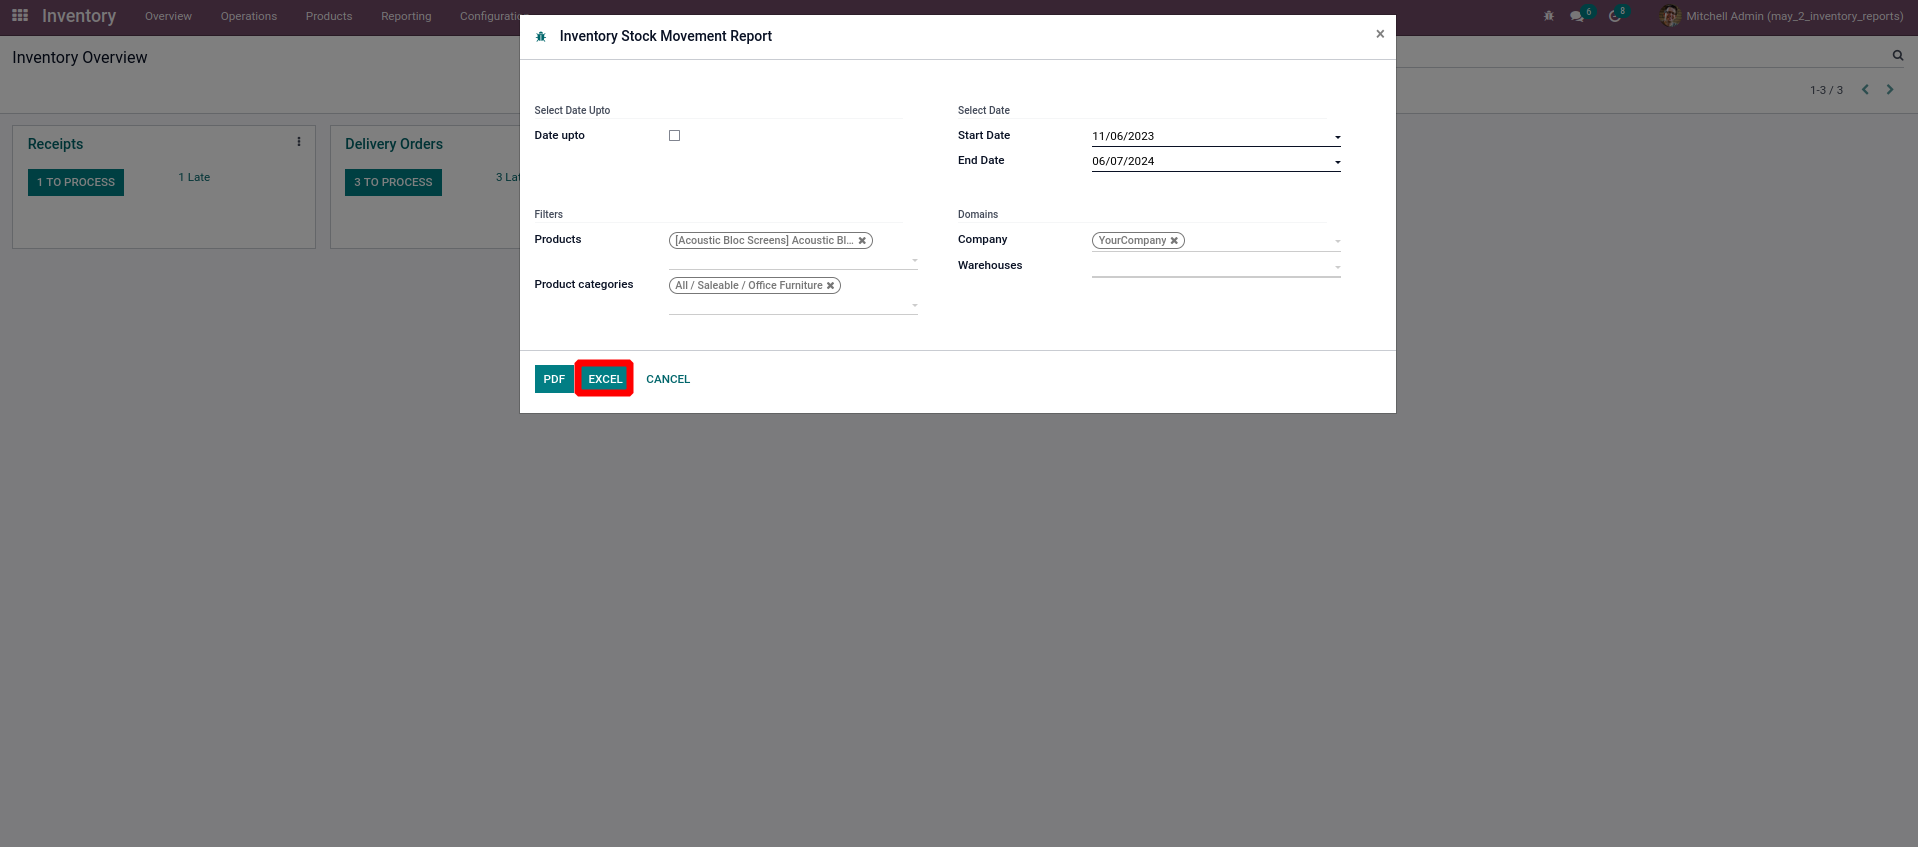 Inventory Overview Operations Products Reporting Configuration 6 8 Mitchell Admin (may_2_inventory_reports)
Inventory Stock Movement Report ×
Inventory Overview
1-3 / 3
Select Date Upto Select Date
Date upto Start Date 11/06/2023
End Date 06/07/2024
Receipts Delivery Orders
1 TO PROCESS 1 Late 3 TO PROCESS 3 Lat
Filters Domains
Products [Acoustic Bloc Screens] Acoustic Bl... Company YourCompany
Warehouses
Product categories All / Saleable / Office Furniture
PDF EXCEL CANCEL